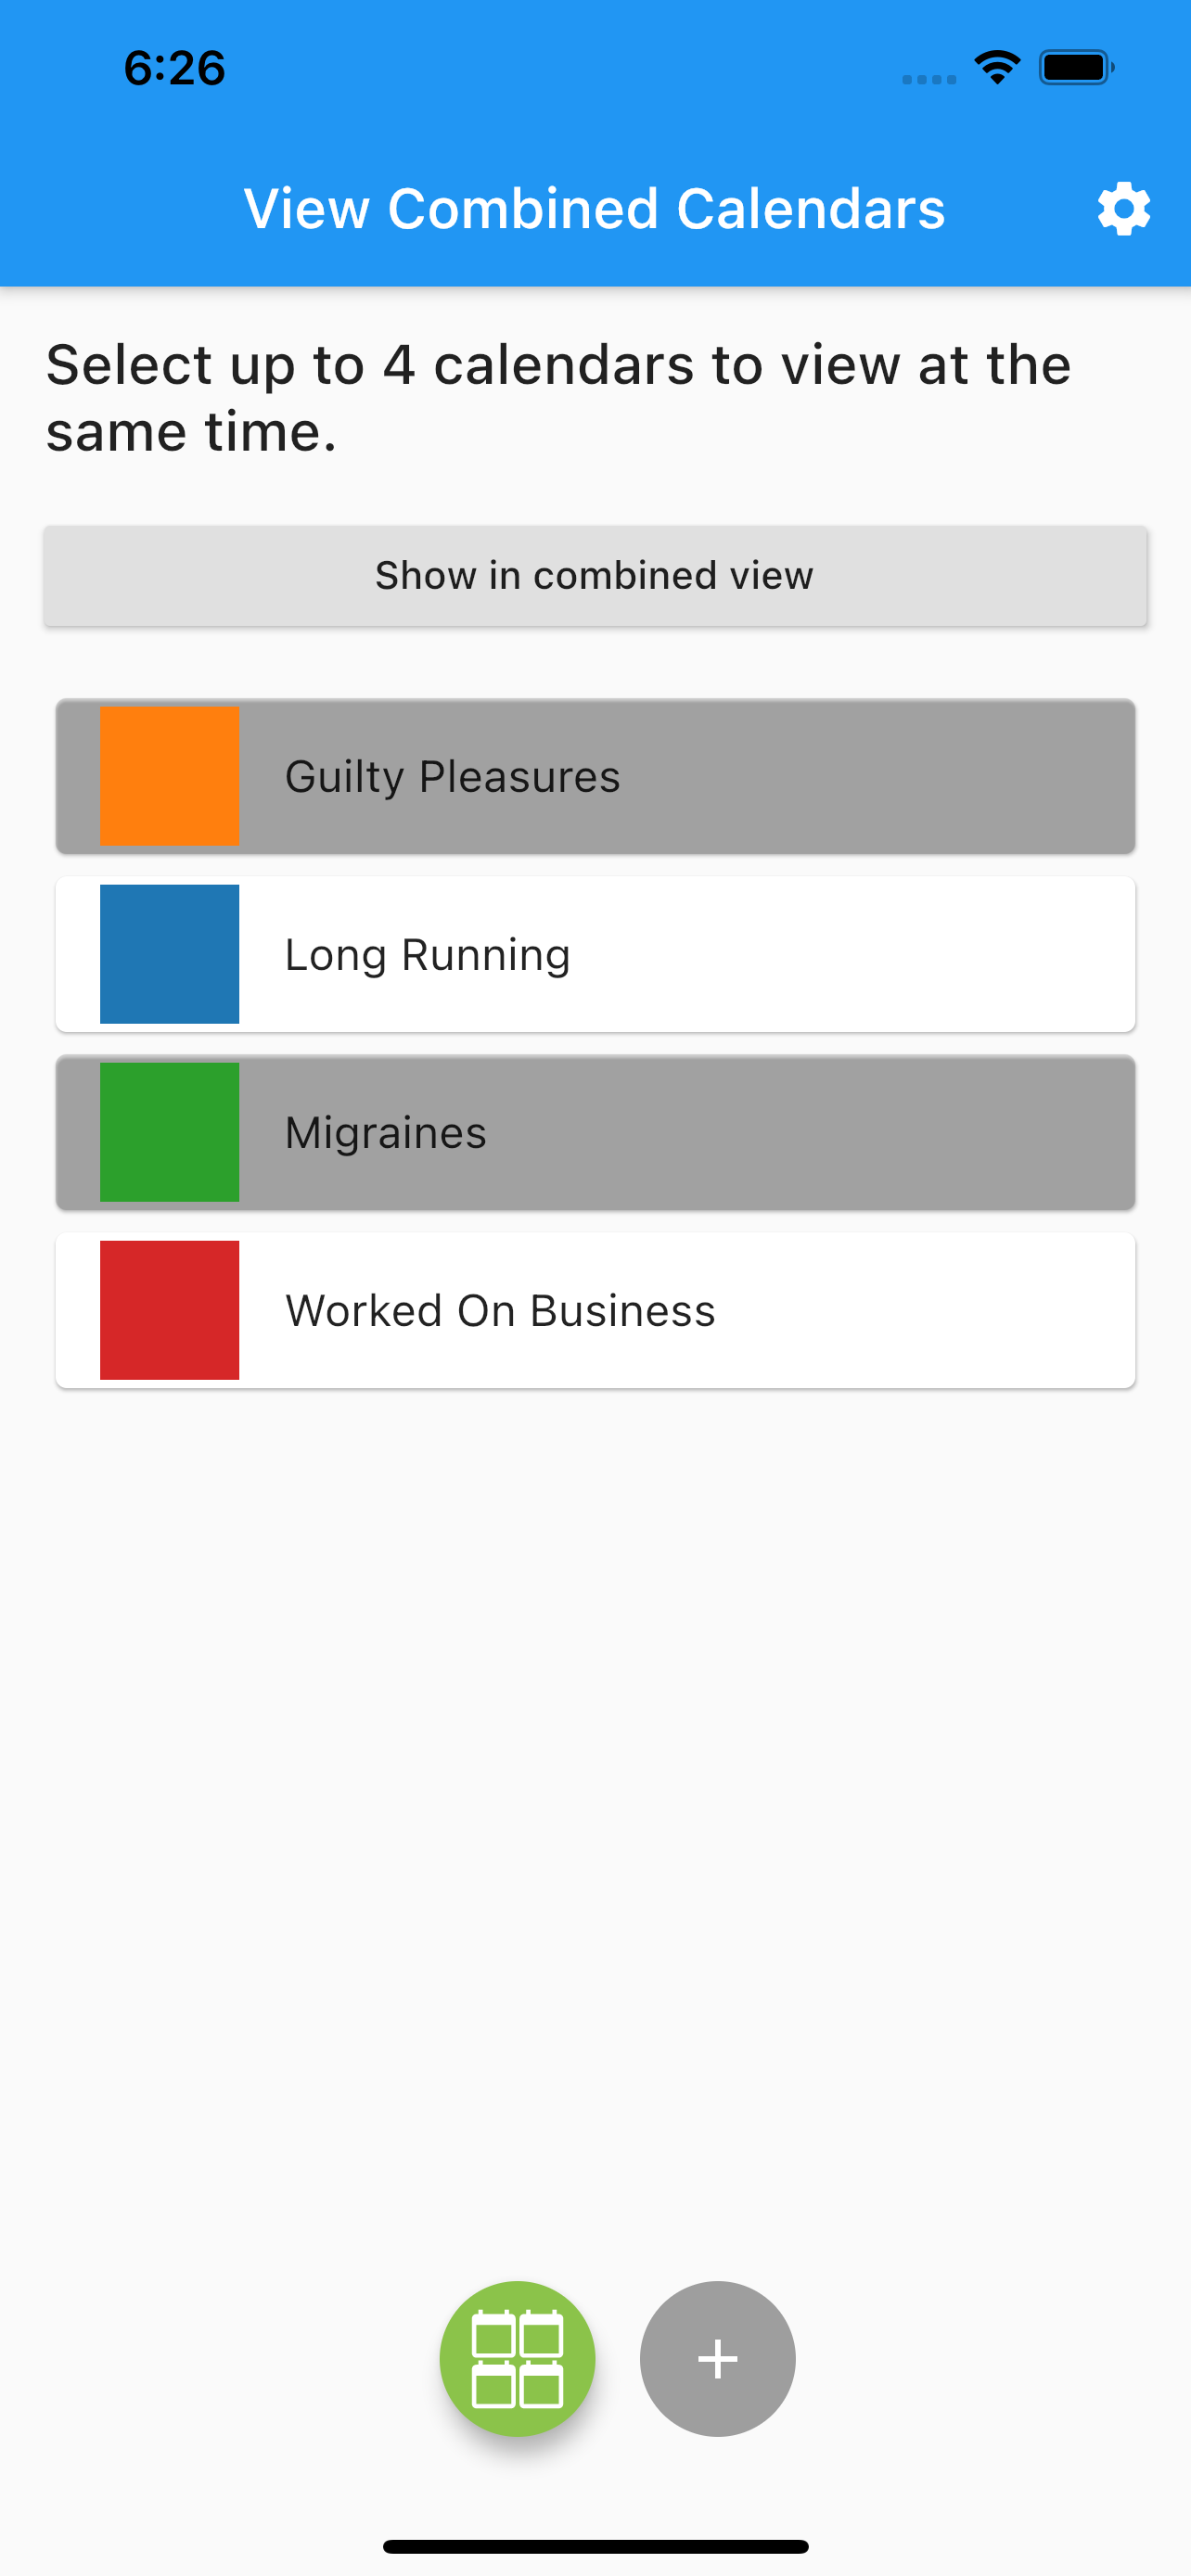 6:26
View Combined Calendars
Select up to 4 calendars to view at the
same time.
Show in combined view
Guilty Pleasures
Long Running
Migraines
Worked On Business
+